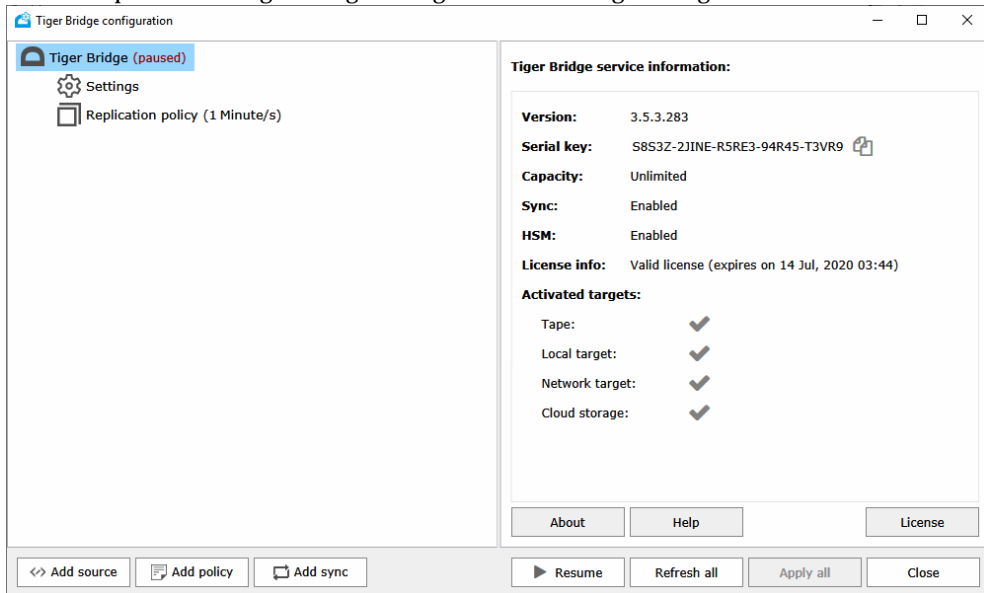 Tiger Bridge configuration
Tiger Bridge (paused)
Settings
Replication policy (1 Minute/s)
Tiger Bridge service information:
Version: 3.5.3.283
Serial key: S8S3Z-2JINE-R5RE3-94R45-T3VR9
Capacity: Unlimited
Sync: Enabled
HSM: Enabled
License info: Valid license (expires on 14 Jul, 2020 03:44)
Activated targets:
Tape:
Local target:
Network target:
Cloud storage:
About Help License
Add source Add policy Add sync Resume Refresh all Apply all Close